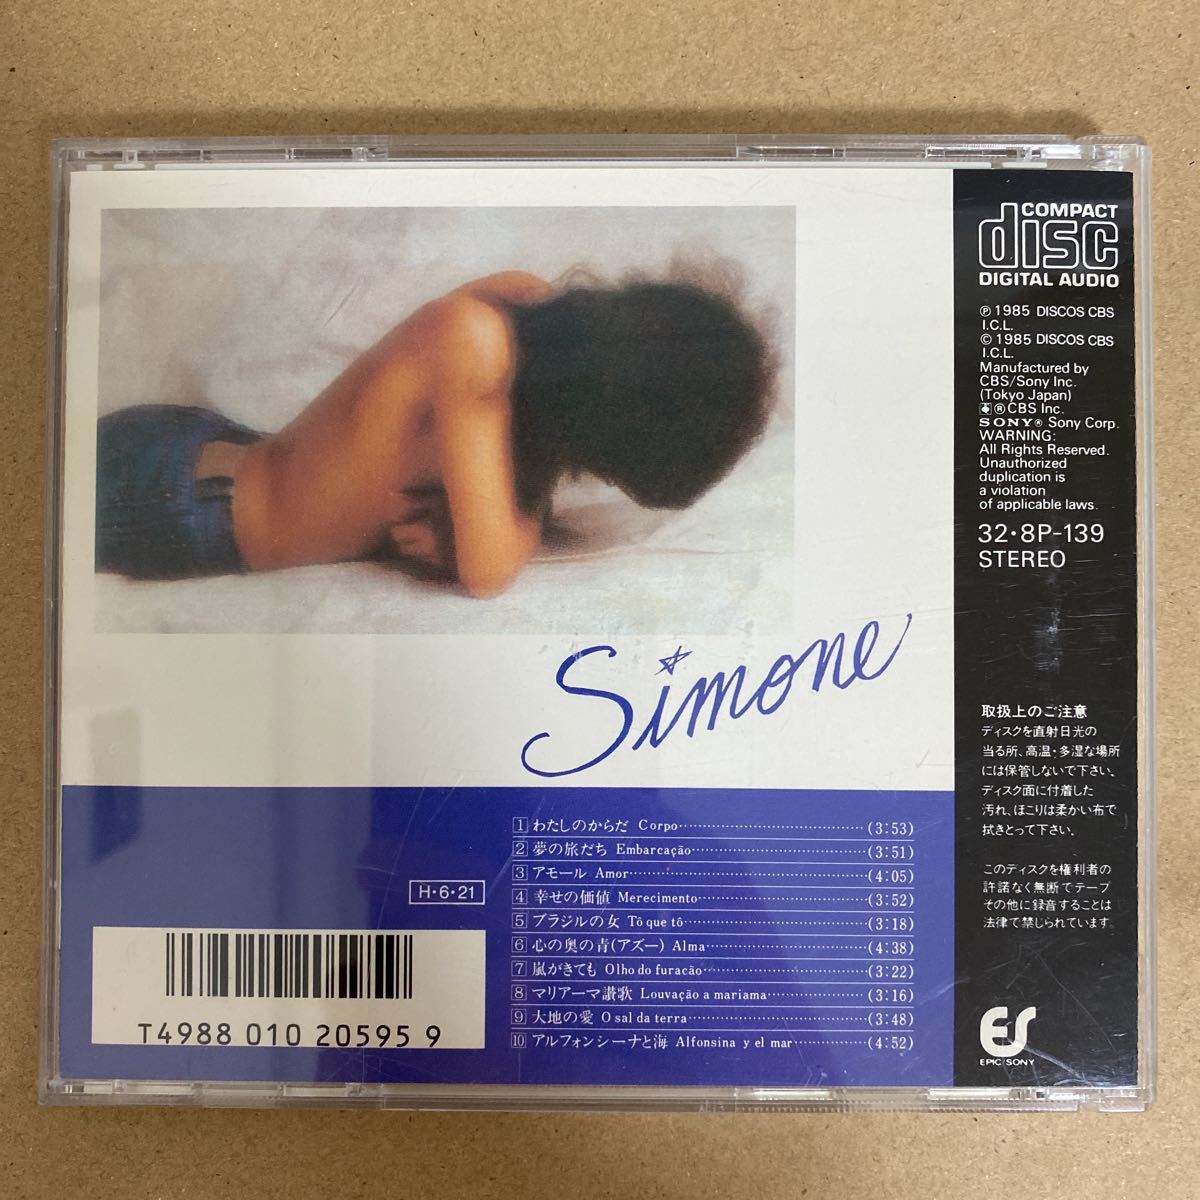 Simone
COMPACT
disc
DIGITAL AUDIO
Ⓟ 1985 DISCOS CBS
I.C.L.
© 1985 DISCOS CBS
I.C.L.
Manufactured by
CBS/Sony Inc.
(Tokyo Japan)
® CBS Inc.
SONY® Sony Corp.
WARNING:
All Rights Reserved.
Unauthorized
duplication is
a violation
of applicable laws.
32・8P-139
STEREO
取扱上のご注意
ディスクを直射日光の
当る所、高温・多湿な場所
には保管しないで下さい。
ディスク面に付着した
汚れ、ほこりは柔かい布で
拭きとって下さい。
このディスクを権利者の
許諾なく無断でテープ
その他に録音することは
法律で禁じられています。
ES
EPIC/SONY
1 わたしのからだ Corpo (3:53)
2 夢の旅だち Embarcação (3:51)
3 アモール Amor (4:05)
4 幸せの価値 Merecimento (3:52)
5 ブラジルの女 Tô que tô (3:18)
6 心の奥の青(アズー) Alma (4:38)
7 嵐がきても Olho do furacão (3:22)
8 マリアーマ讃歌 Louvação a mariama (3:16)
9 大地の愛 O sal da terra (3:48)
10 アルフォンシーナと海 Alfonsina y el mar (4:52)
H・6・21
T4988 010 20595 9